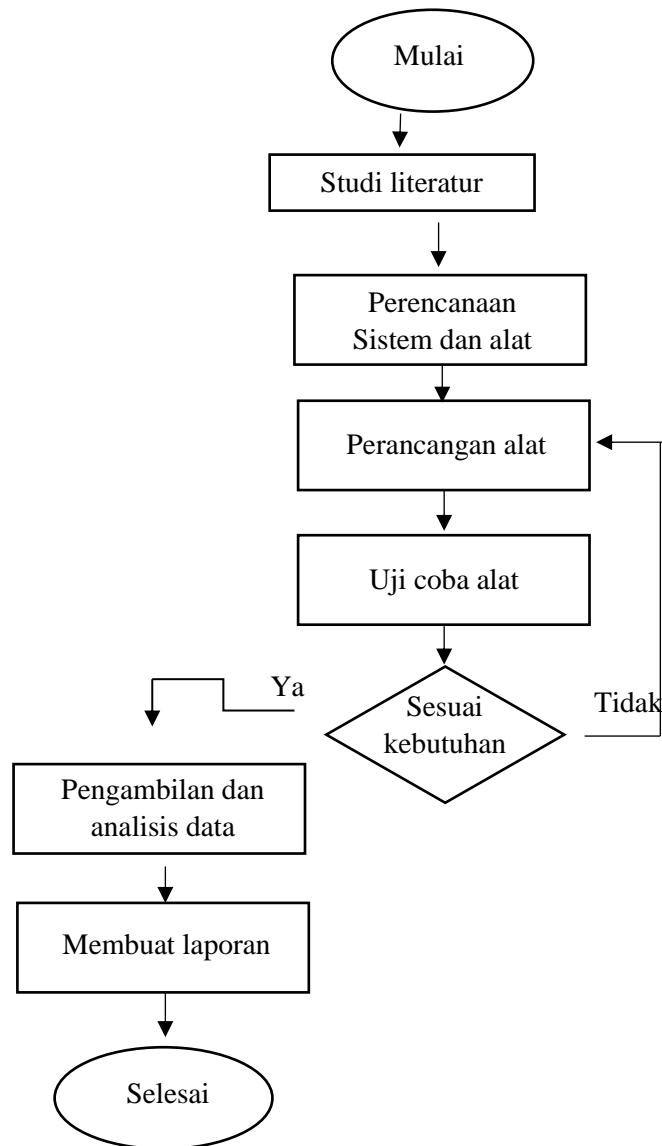 Mulai
Studi literatur
Perencanaan
Sistem dan alat
Perancangan alat
Uji coba alat
Sesuai
kebutuhan
Ya
Tidak
Pengambilan dan
analisis data
Membuat laporan
Selesai